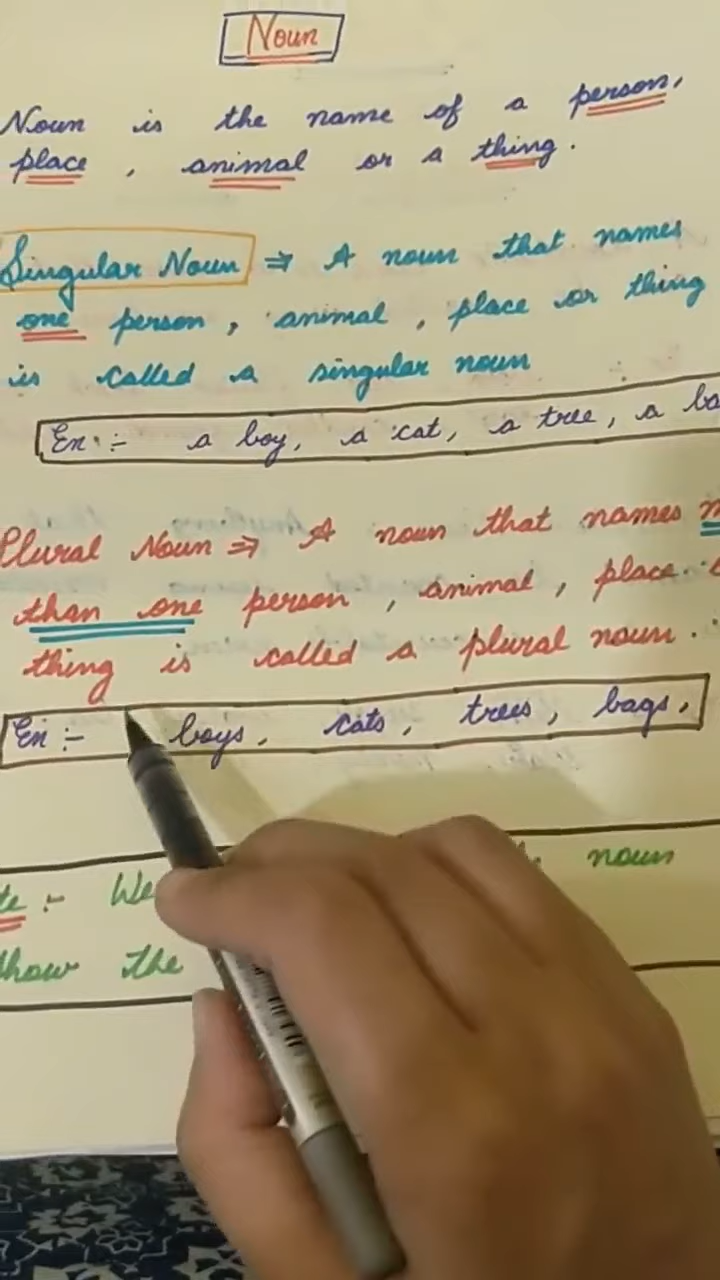 Noun
Noun is the name of a person,
place, animal or a thing.
Singular Noun ⇒ A noun that names
one person, animal, place or thing
is called a singular noun
Ex:- a boy, a cat, a tree, a ba
Plural Noun ⇒ A noun that names
than one person, animal, place
thing is called a plural noun.
Ex:- boys, cats, trees, bags,
We noun
the